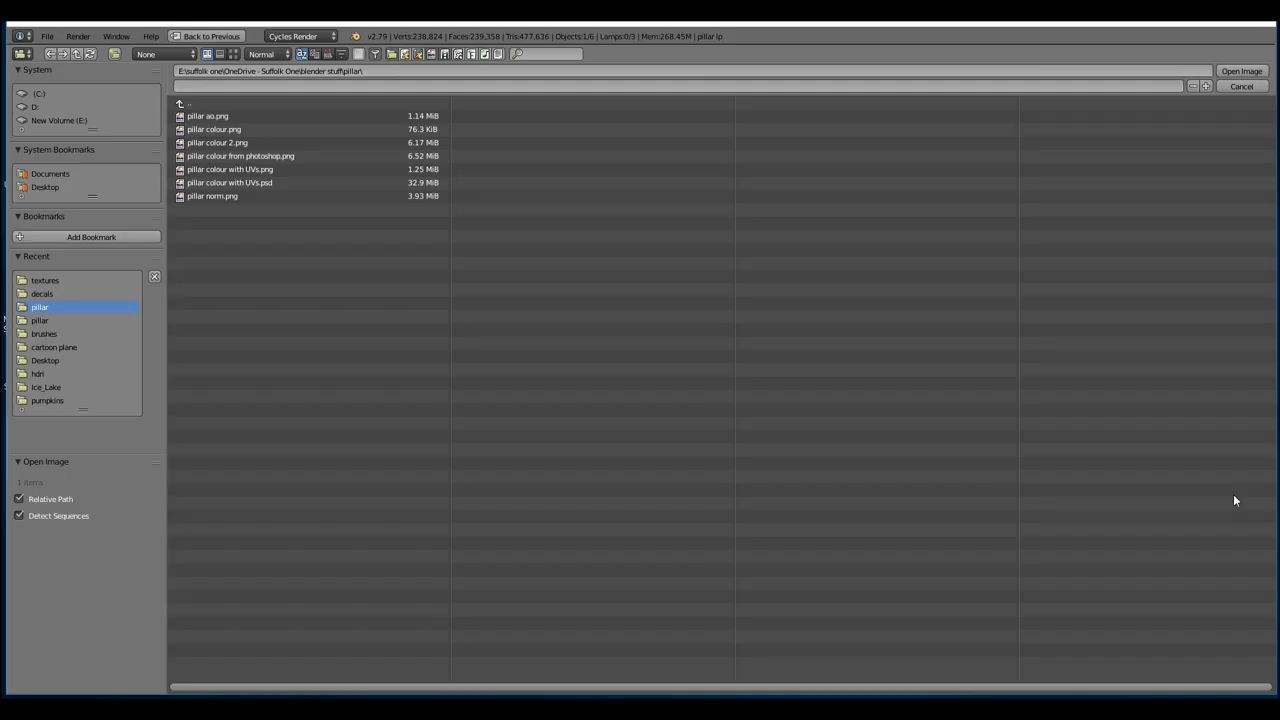 File Render Window Help Back to Previous Cycles Render v2.79 | Verts:238,824 | Faces:239,358 | Tris:477,636 | Objects:1/6 | Lamps:0/3 | Mem:268.45M | pillar lp
None Normal
System
(C:)
D:
New Volume (E:)
System Bookmarks
Documents
Desktop
Bookmarks
Add Bookmark
Recent
textures
decals
pillar
pillar
brushes
cartoon plane
Desktop
hdri
Ice_Lake
pumpkins
Open Image
1 items
Relative Path
Detect Sequences
E:\suffolk one\OneDrive - Suffolk One\blender stuff\pillar\ Open Image
Cancel
..
pillar ao.png 1.14 MiB
pillar colour.png 76.3 KiB
pillar colour 2.png 6.17 MiB
pillar colour from photoshop.png 6.52 MiB
pillar colour with UVs.png 1.25 MiB
pillar colour with UVs.psd 32.9 MiB
pillar norm.png 3.93 MiB